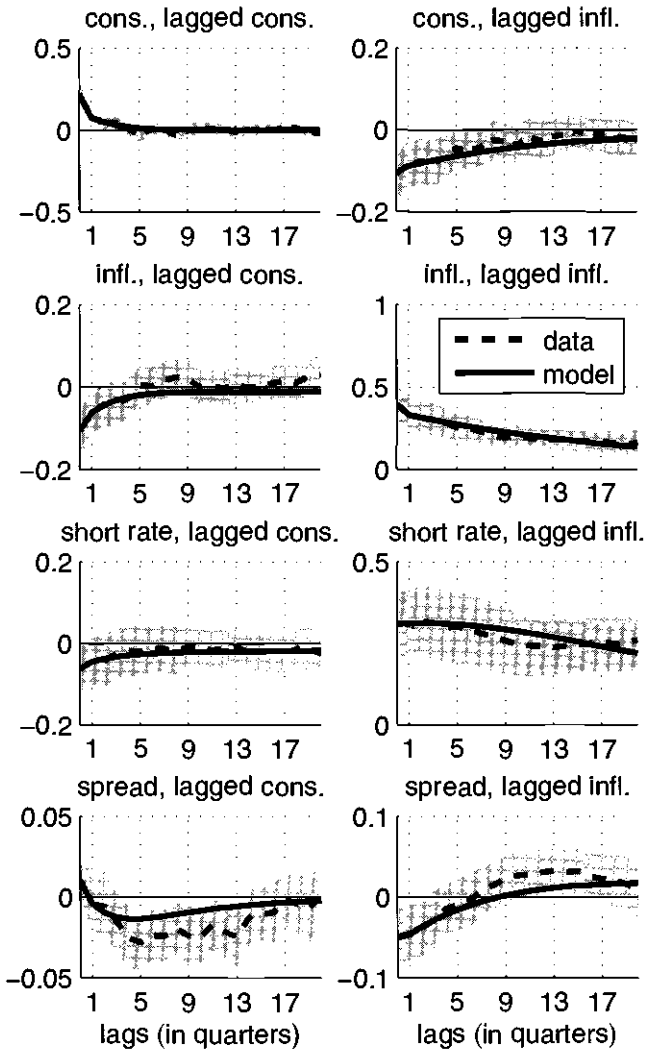 cons., lagged cons.
cons., lagged infl.
0.5
0
−0.5
1 5 9 13 17
0.2
0
−0.2
1 5 9 13 17
infl., lagged cons.
infl., lagged infl.
0.2
0
−0.2
1 5 9 13 17
1
0.5
0
1 5 9 13 17
data
model
short rate, lagged cons.
short rate, lagged infl.
0.2
0
−0.2
1 5 9 13 17
0.5
0
1 5 9 13 17
spread, lagged cons.
spread, lagged infl.
0.05
0
−0.05
1 5 9 13 17
lags (in quarters)
0.1
0
−0.1
1 5 9 13 17
lags (in quarters)